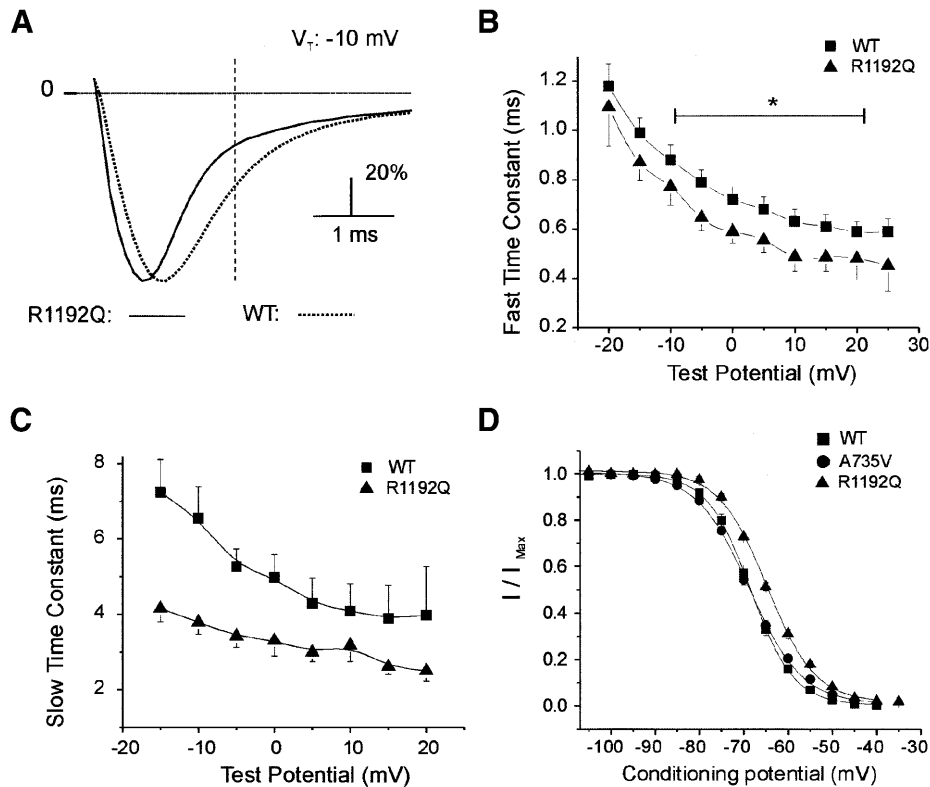 A
V_T: -10 mV
0
20%
1 ms
R1192Q:
WT:
B
WT
R1192Q
*
Fast Time Constant (ms)
1.2
1.0
0.8
0.6
0.4
0.2
-20 -10 0 10 20 30
Test Potential (mV)
C
WT
R1192Q
Slow Time Constant (ms)
8
6
4
2
-20 -10 0 10 20
Test Potential (mV)
D
WT
A735V
R1192Q
I / I_Max
1.0
0.8
0.6
0.4
0.2
0.0
-100 -90 -80 -70 -60 -50 -40 -30
Conditioning potential (mV)